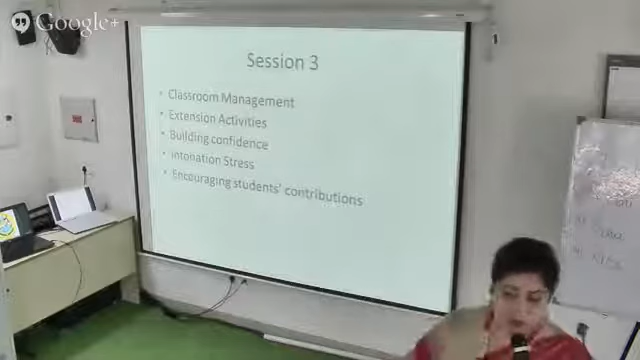 Google+
Session 3
• Classroom Management
• Extension Activities
• Building confidence
• Intonation Stress
• Encouraging students' contributions